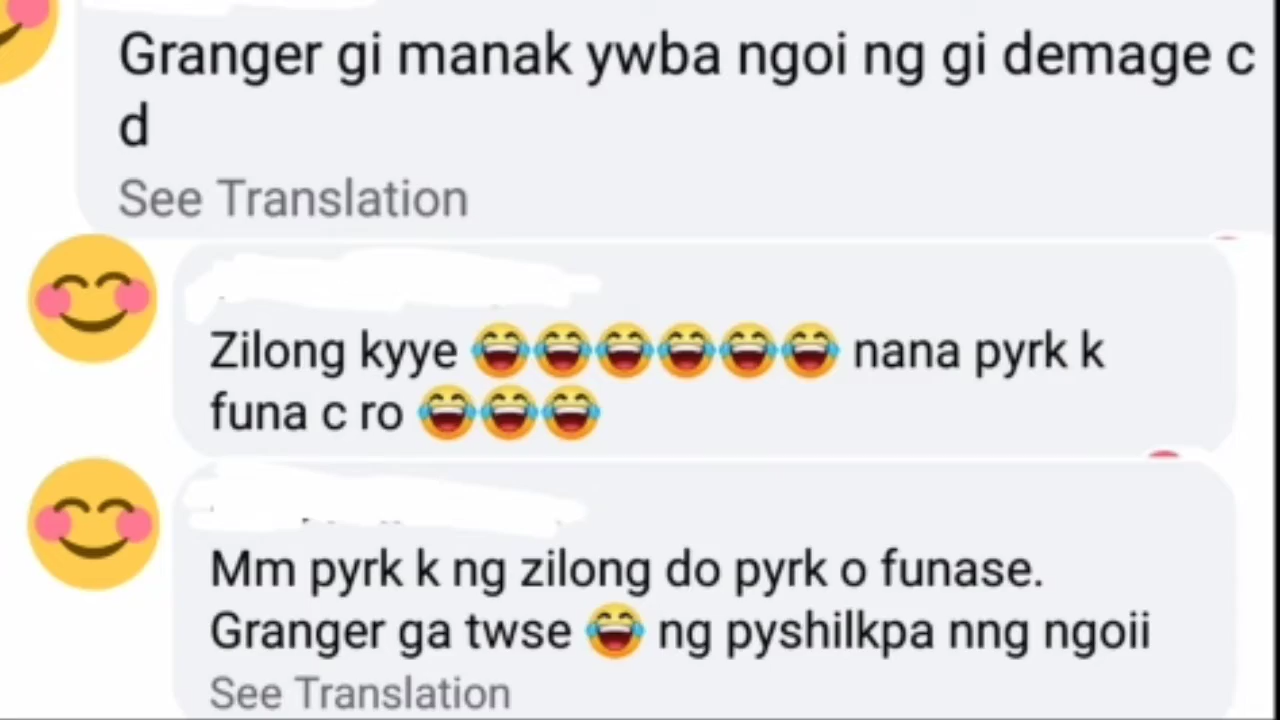 Granger gi manak ywba ngoi ng gi demage c
d
See Translation
Zilong kyye 😂😂😂😂😂😂 nana pyrk k
funa c ro 😂😂😂
Mm pyrk k ng zilong do pyrk o funase.
Granger ga twse 😂 ng pyshilkpa nng ngoii
See Translation